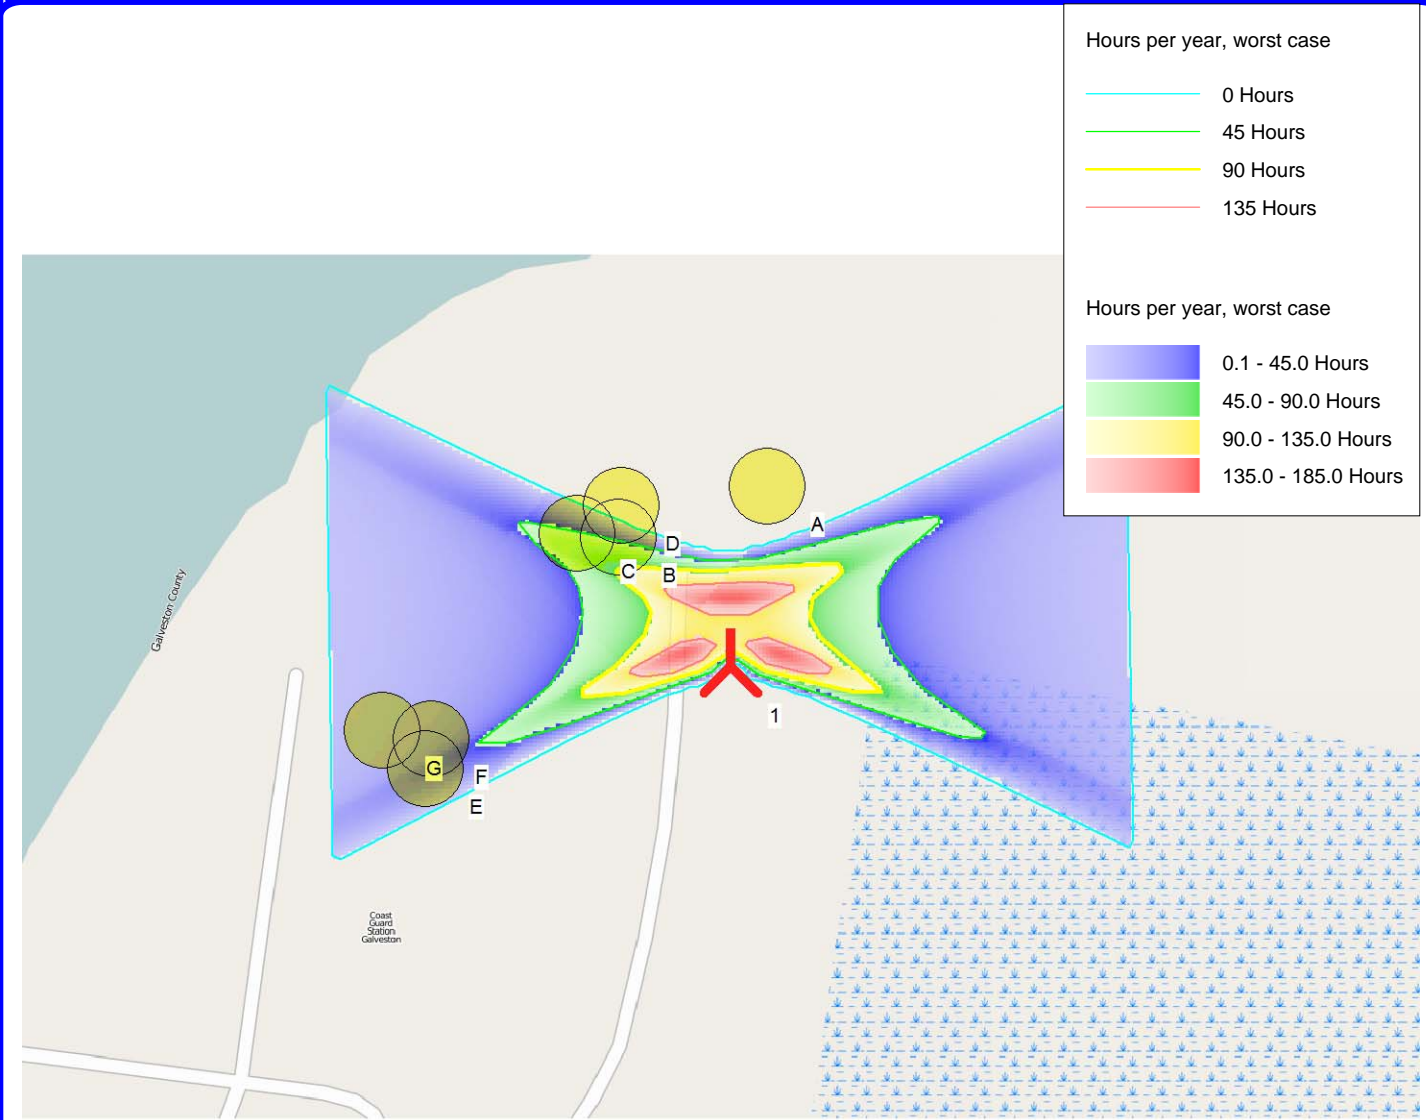 Hours per year, worst case
0 Hours
45 Hours
90 Hours
135 Hours
Hours per year, worst case
0.1 - 45.0 Hours
45.0 - 90.0 Hours
90.0 - 135.0 Hours
135.0 - 185.0 Hours
A
D
C
B
Galveston County
1
G
F
E
Coast
Guard
Station
Galveston